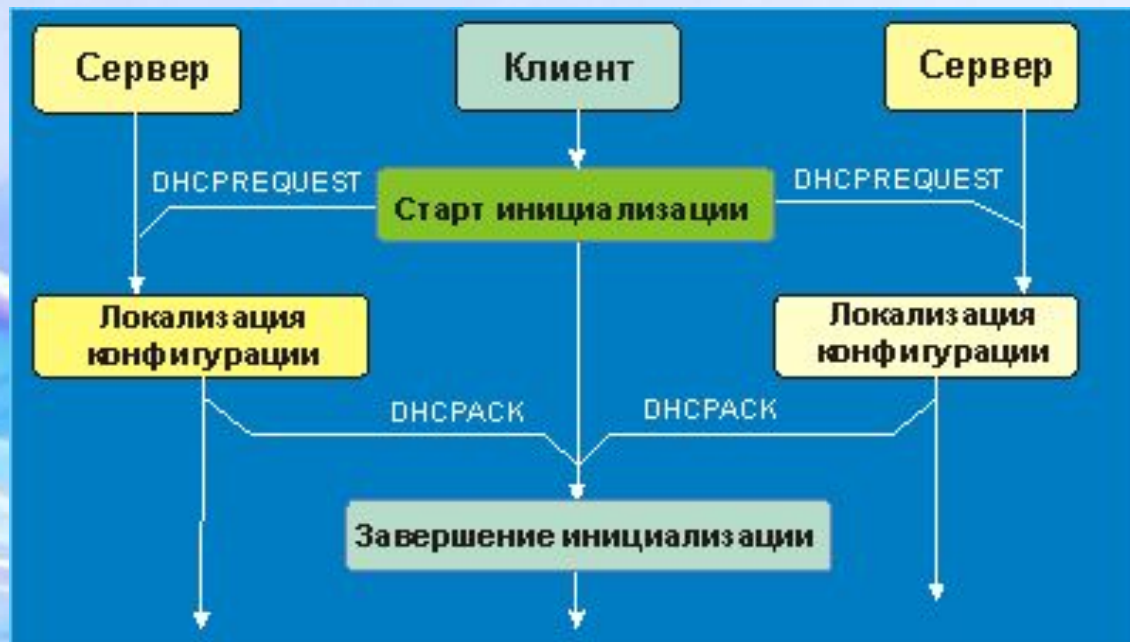 Сервер
Клиент
Сервер
DHCPREQUEST
DHCPREQUEST
Старт инициализации
Локализация
конфигурации
Локализация
конфигурации
DHCPACK
DHCPACK
Завершение инициализации